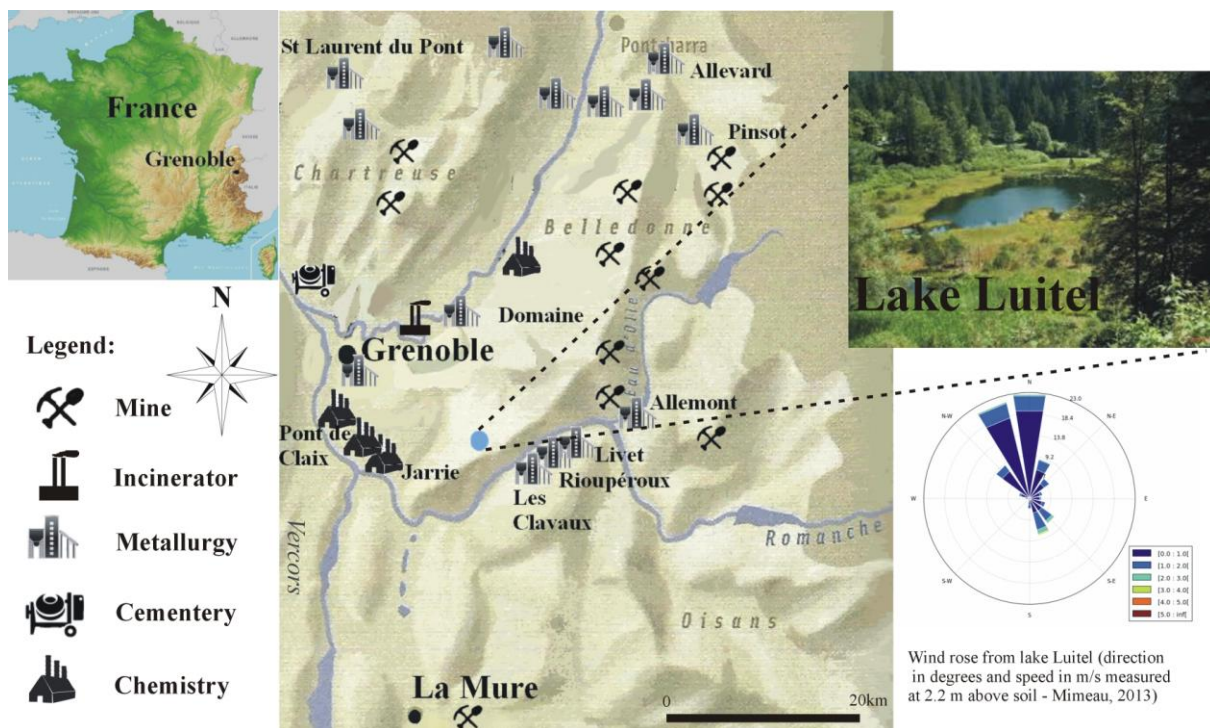 France
Grenoble
N
Legend:
Mine
Incinerator
Metallurgy
Cementery
Chemistry
St Laurent du Pont
Pontcharra
Allevard
Pinsot
Chartreuse
Belledonne
Domaine
Grenoble
Eau d'Olle
Allemont
Pont de
Claix
Jarrie
Livet
Rioupéroux
Les
Clavaux
Vercors
Romanche
Oisans
La Mure
0
20km
Lake Luitel
N
N-W
N-E
23.0
18.4
13.8
9.2
W
E
S-W
S-E
S
[0.0 : 1.0[
[1.0 : 2.0[
[2.0 : 3.0[
[3.0 : 4.0[
[4.0 : 5.0[
[5.0 : inf[
Wind rose from lake Luitel (direction
in degrees and speed in m/s measured
at 2.2 m above soil - Mimeau, 2013)